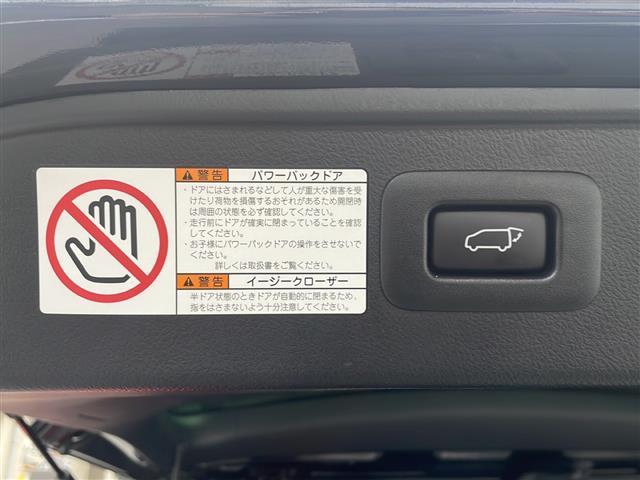 警告 パワーバックドア
・ドアにはさまれるなどして人が重大な傷害を受
けたり荷物を損傷するおそれがあるため開閉時
は周囲の状態を必ず確認してください。
・走行前にドアが確実に閉まっていることを確認
してください。
・お子様にパワーバックドアの操作をさせないで
ください。
詳しくは取扱書をご覧ください。
警告 イージークローザー
半ドア状態のときドアが自動的に閉まるため、
指をはさまないよう十分注意してください。